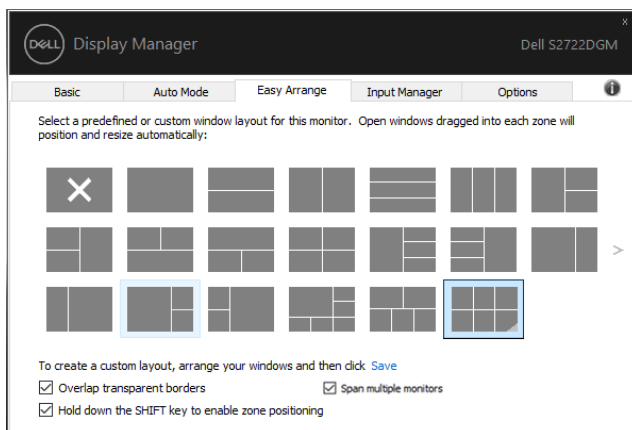 x
DELL Display Manager Dell S2722DGM
Basic Auto Mode Easy Arrange Input Manager Options i
Select a predefined or custom window layout for this monitor. Open windows dragged into each zone will
position and resize automatically:
>
To create a custom layout, arrange your windows and then click Save
Overlap transparent borders Span multiple monitors
Hold down the SHIFT key to enable zone positioning